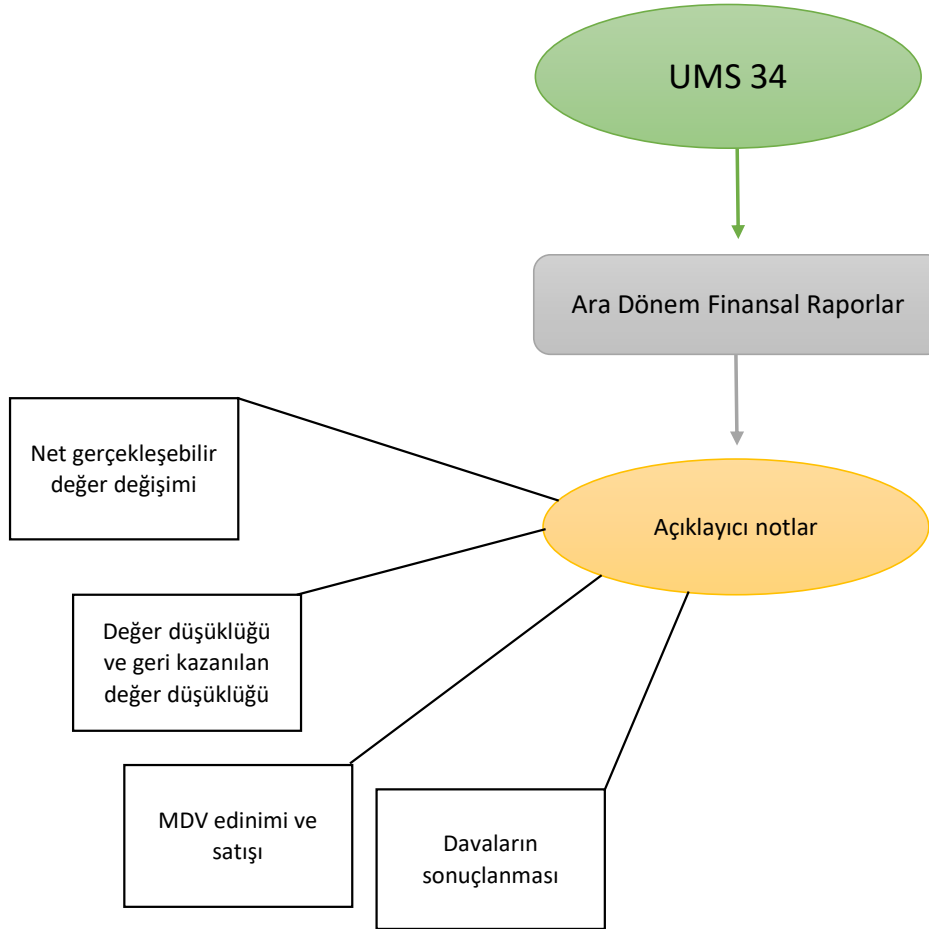 UMS 34
Ara Dönem Finansal Raporlar
Açıklayıcı notlar
Net gerçekleşebilir
değer değişimi
Değer düşüklüğü
ve geri kazanılan
değer düşüklüğü
MDV edinimi ve
satışı
Davaların
sonuçlanması